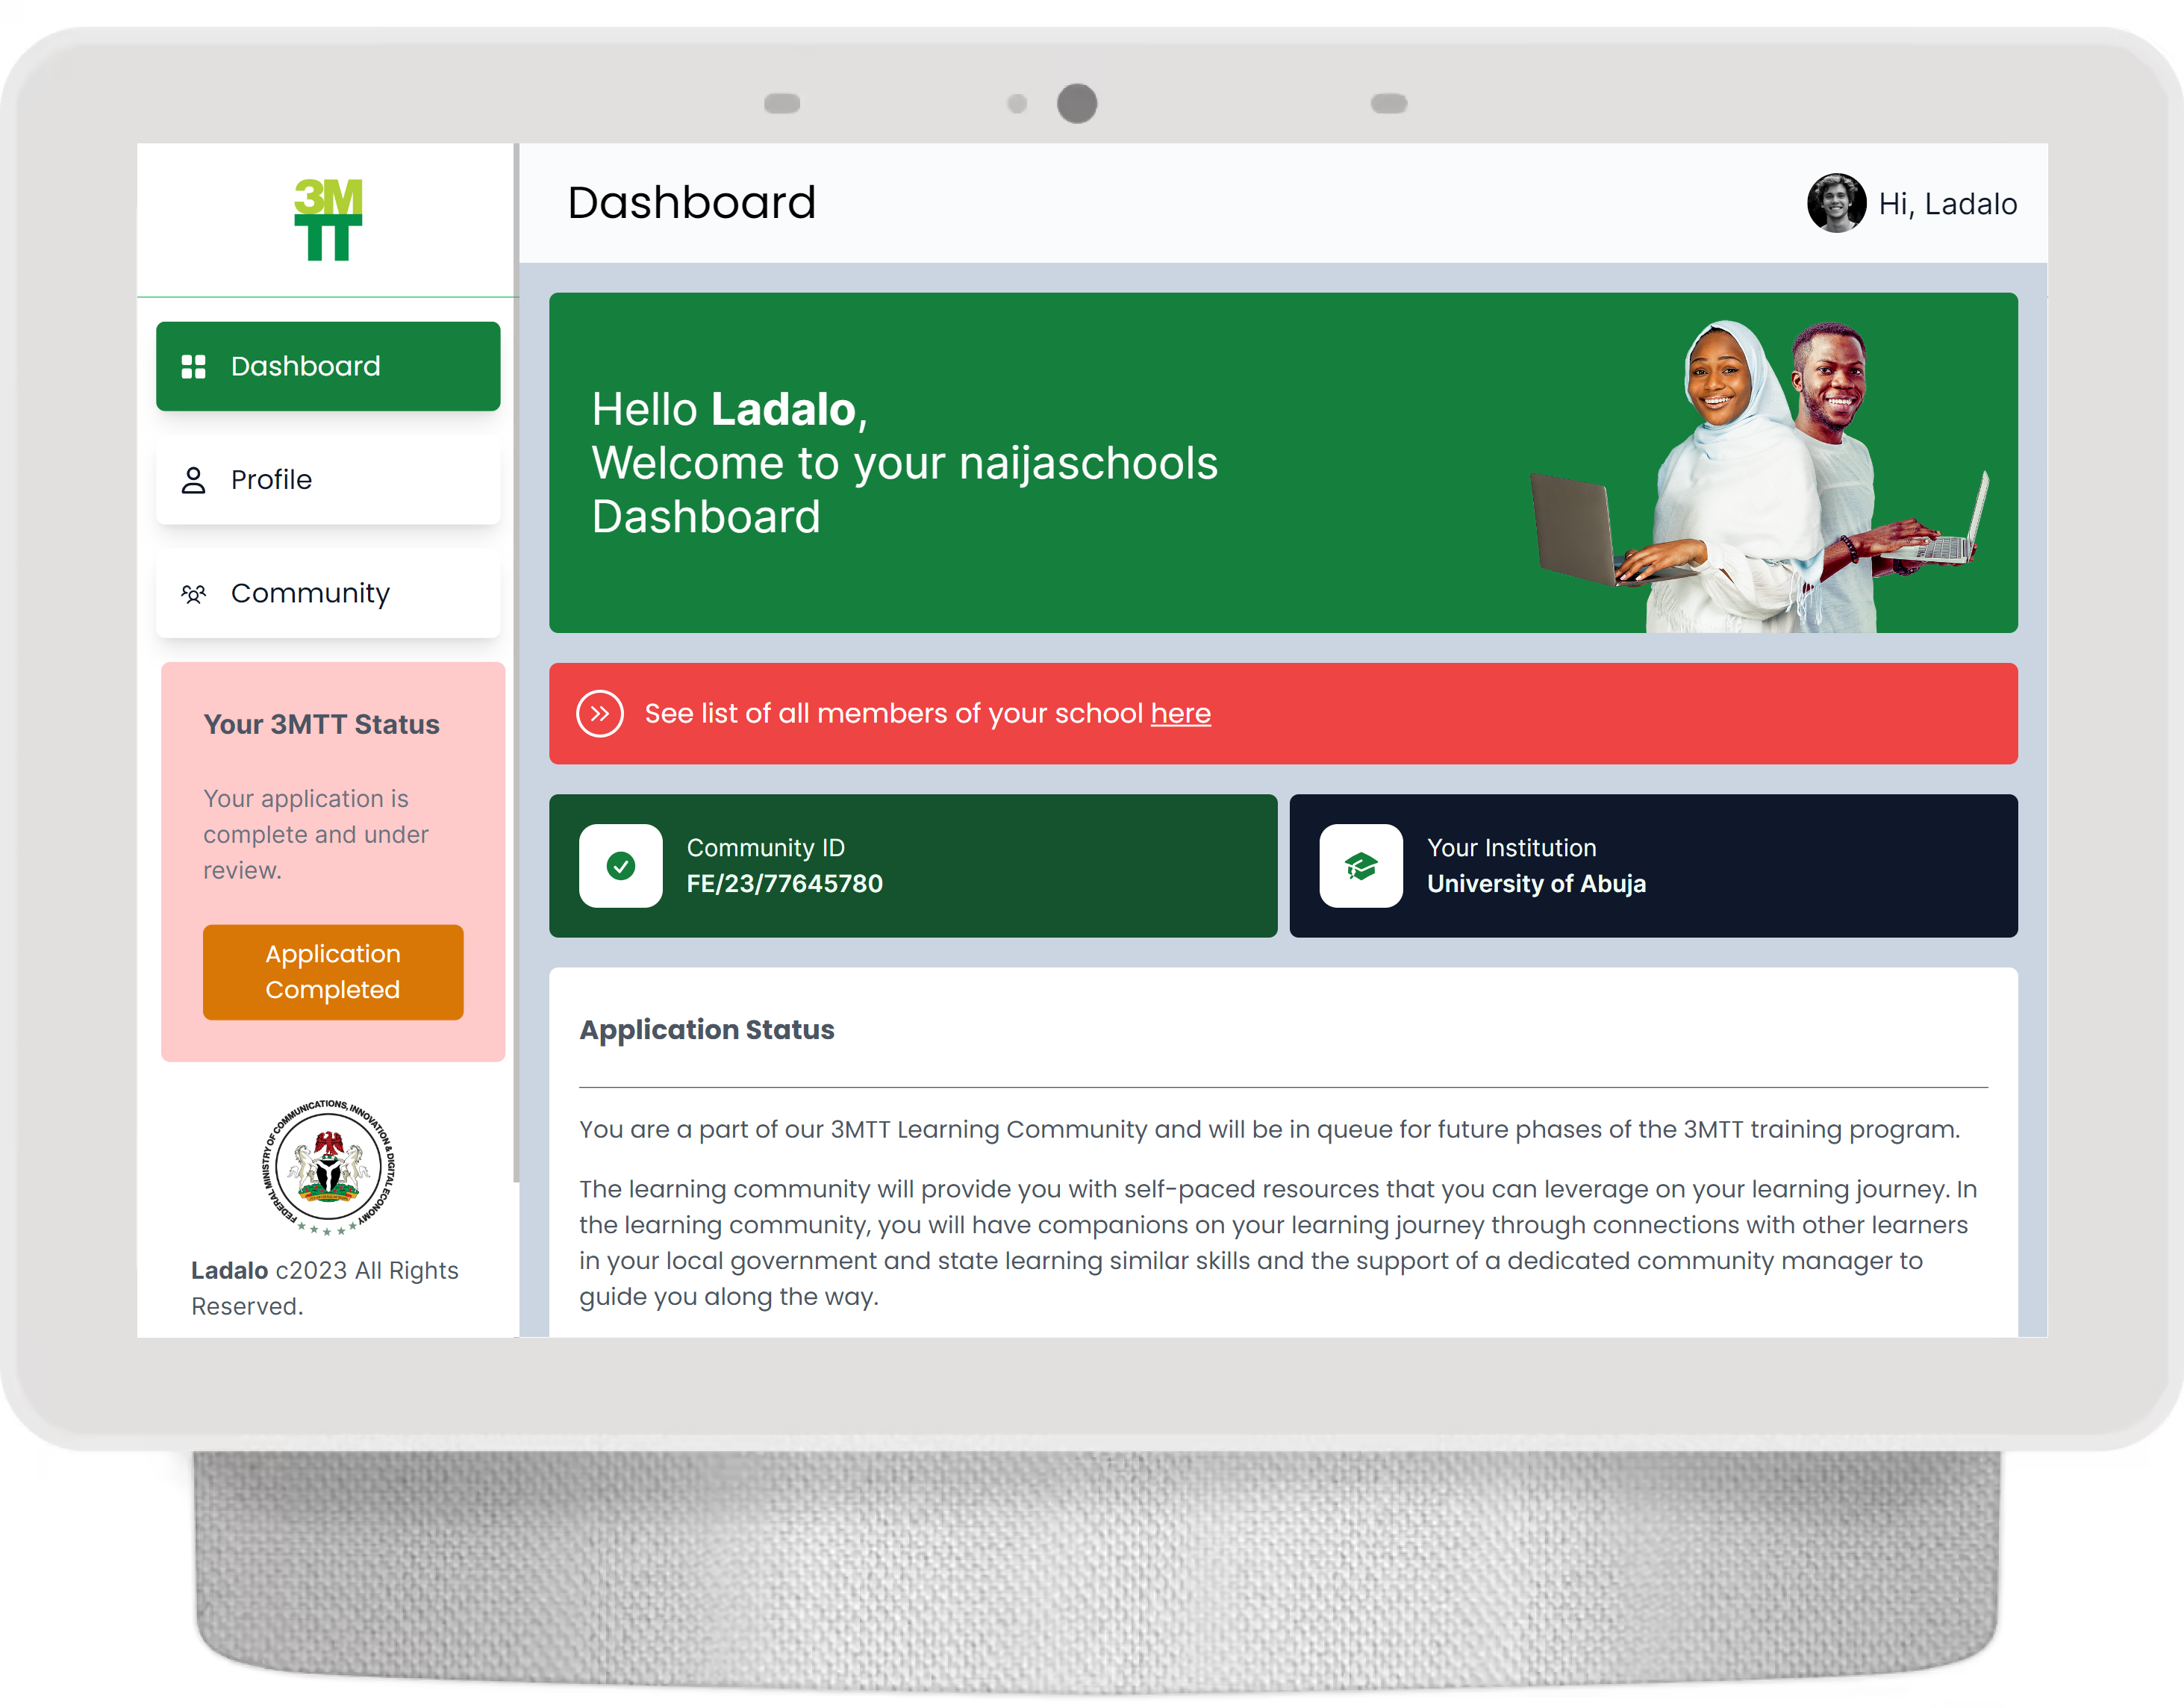 3M
TT
Dashboard
Hi, Ladalo
Dashboard
Profile
Community
Hello Ladalo,
Welcome to your naijaschools
Dashboard
See list of all members of your school here
Your 3MTT Status
Your application is
complete and under
review.
Application
Completed
Community ID
FE/23/77645780
Your Institution
University of Abuja
Application Status
You are a part of our 3MTT Learning Community and will be in queue for future phases of the 3MTT training program.
The learning community will provide you with self-paced resources that you can leverage on your learning journey. In
the learning community, you will have companions on your learning journey through connections with other learners
in your local government and state learning similar skills and the support of a dedicated community manager to
guide you along the way.
FEDERAL MINISTRY OF COMMUNICATIONS, INNOVATION & DIGITAL ECONOMY
Ladalo c2023 All Rights
Reserved.